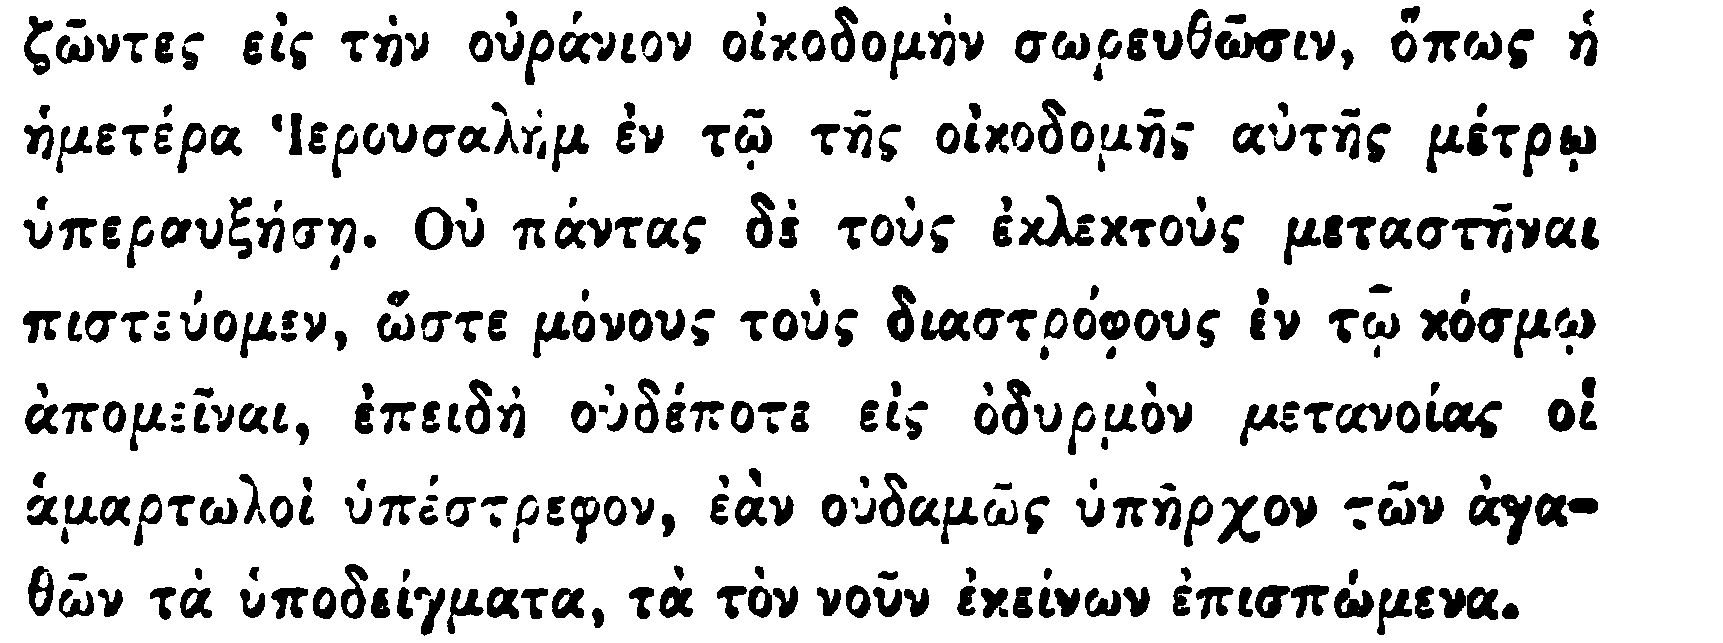 ζῶντες εἰς τὴν οὐράνιον οἰκοδομὴν σωρευθῶσιν, ὅπως ἡ
ἡμετέρα Ἱερουσαλὴμ ἐν τῷ τῆς οἰκοδομῆς αὐτῆς μέτρῳ
ὑπεραυξήσῃ. Οὐ πάντας δὲ τοὺς ἐκλεκτοὺς μεταστῆναι
πιστεύομεν, ὥστε μόνους τοὺς διαστρόφους ἐν τῷ κόσμῳ
ἀπομεῖναι, ἐπειδὴ οὐδέποτε εἰς ὀδυρμὸν μετανοίας οἱ
ἁμαρτωλοὶ ὑπέστρεφον, ἐὰν οὐδαμῶς ὑπῆρχον τῶν ἀγα-
θῶν τὰ ὑποδείγματα, τὰ τὸν νοῦν ἐκείνων ἐπισπώμενα.